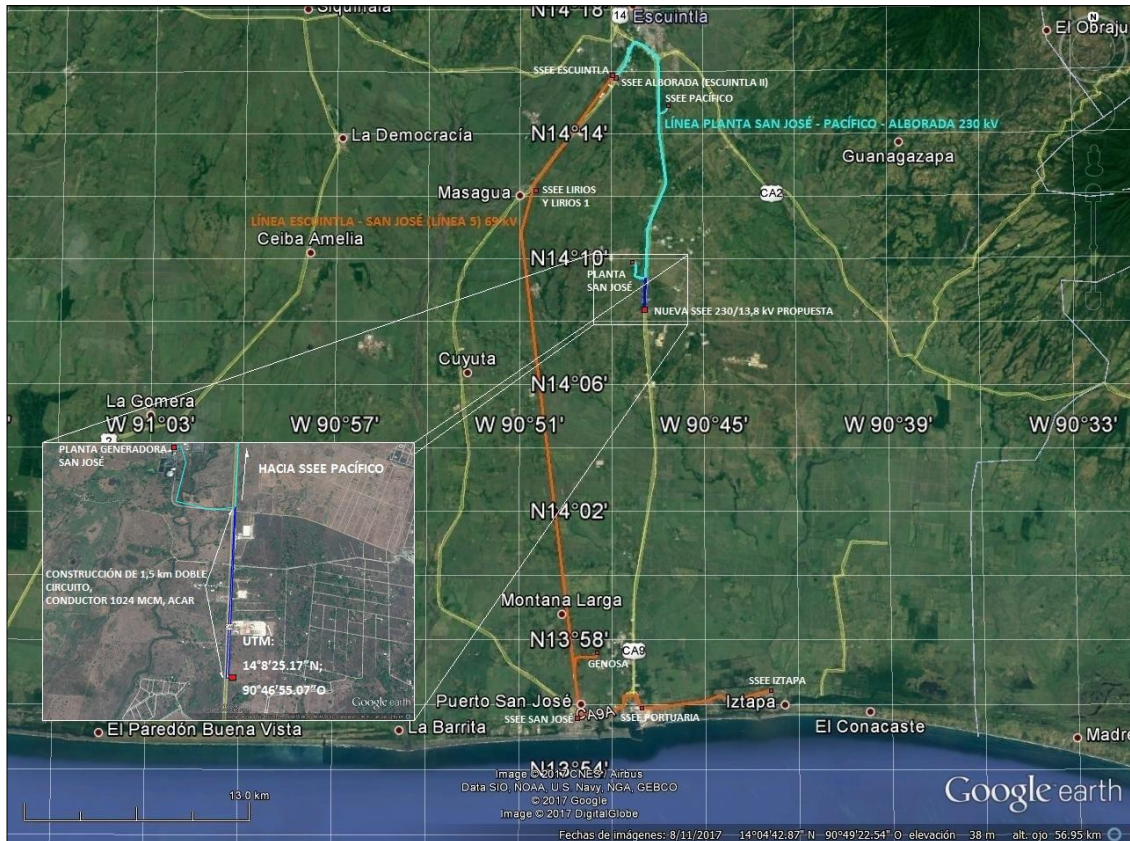 Siquinalá
N14°18'
14
Escuintla
El Obraju
N
SSEE ESCUINTLA
SSEE ALBORADA (ESCUINTLA II)
SSEE PACÍFICO
La Democracía
N14°14'
LÍNEA PLANTA SAN JOSÉ - PACÍFICO - ALBORADA 230 kV
Guanagazapa
Masagua
SSEE LIRIOS
Y LIRIOS 1
CA2
LÍNEA ESCUINTLA - SAN JOSÉ (LÍNEA 5) 69 kV
Ceiba Amelia
N14°10'
PLANTA
SAN JOSÉ
NUEVA SSEE 230/13,8 kV PROPUESTA
Cuyuta
N14°06'
La Gomera
W 91°03'
W 90°57'
W 90°51'
W 90°45'
W 90°39'
W 90°33'
2
PLANTA GENERADORA
SAN JOSÉ
HACIA SSEE PACÍFICO
N14°02'
CONSTRUCCIÓN DE 1,5 km DOBLE
CIRCUITO,
CONDUCTOR 1024 MCM, ACAR
UTM:
14°8'25.17"N;
90°46'55.07"O
Google earth
Montana Larga
N13°58'
GENOSA
CA9
SSEE IZTAPA
Puerto San José
CA9A
SSEE SAN JOSÉ
SSEE PORTUARIA
Iztapa
El Paredón Buena Vista
La Barrita
El Conacaste
Madre
N13°54'
Image © 2017 CNES / Airbus
Data SIO, NOAA, U.S. Navy, NGA, GEBCO
© 2017 Google
Image © 2017 DigitalGlobe
Google earth
13.0 km
Fechas de imágenes: 8/11/2017 14°04'42.87" N 90°49'22.54" O elevación 38 m alt. ojo 56.95 km